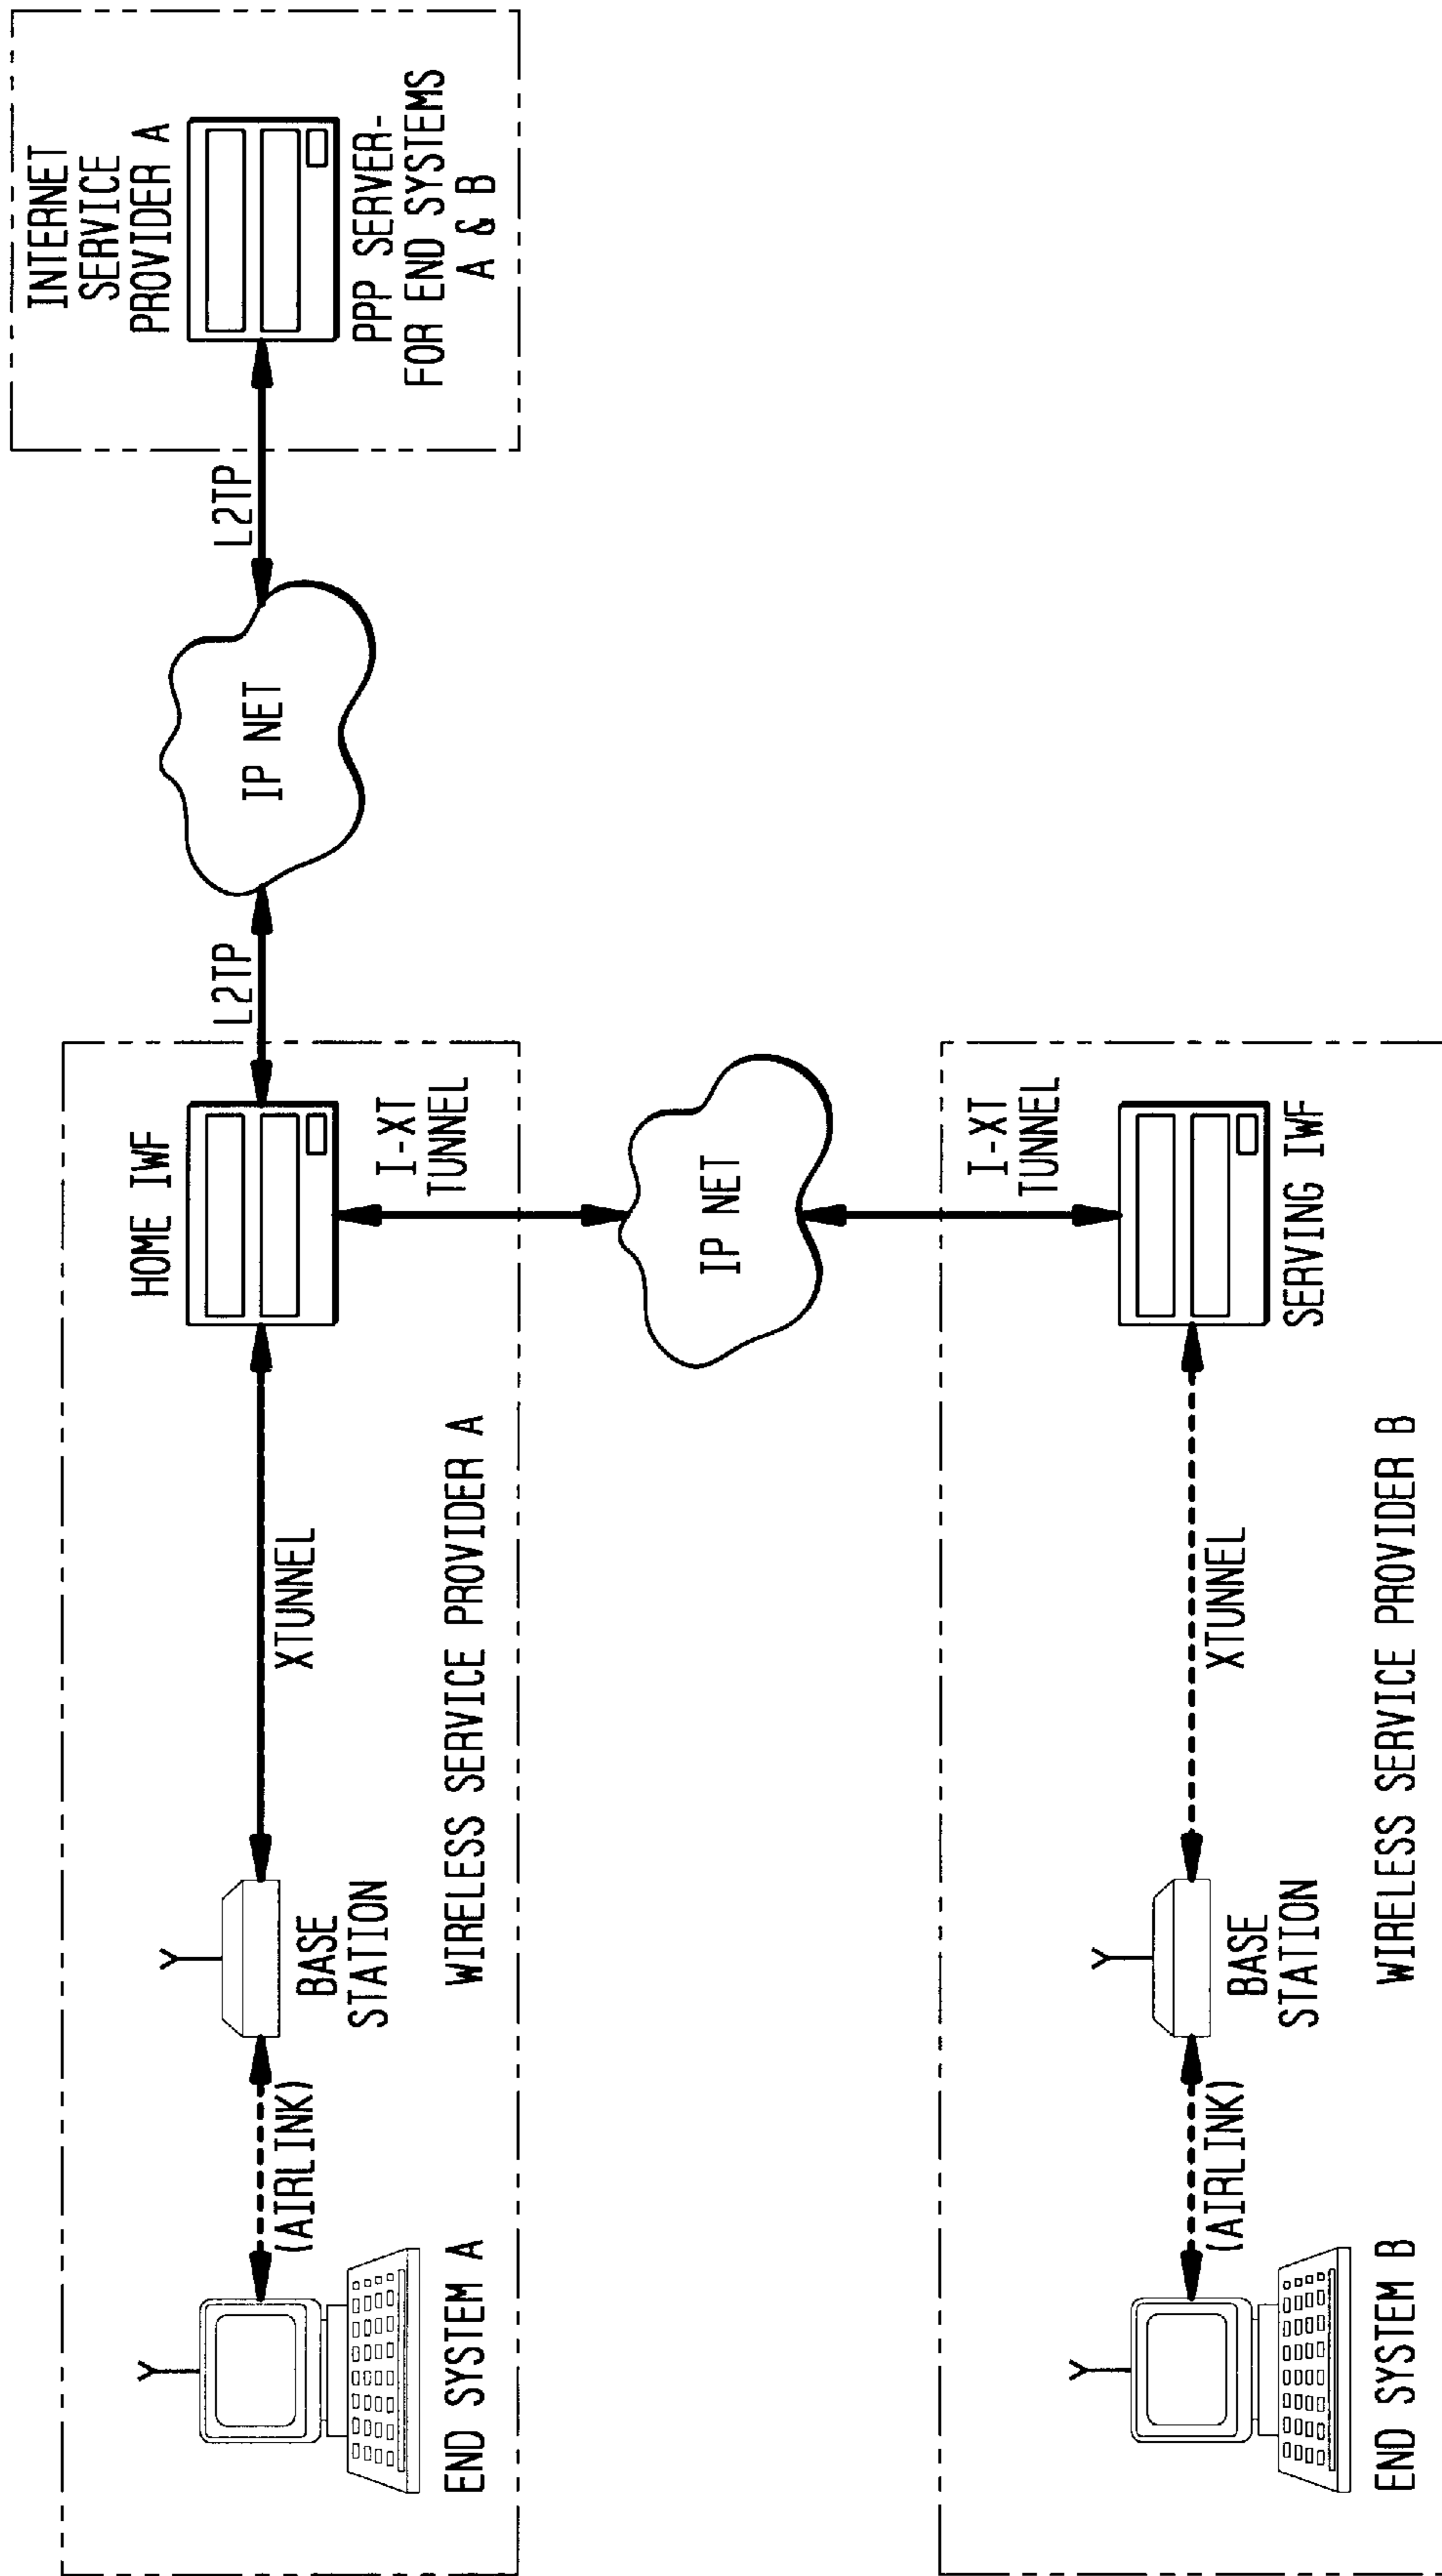 INTERNET
SERVICE
PROVIDER A
PPP SERVER-
FOR END SYSTEMS
A & B
L2TP
IP NET
L2TP
HOME IWF
I-XT
TUNNEL
XTUNNEL
BASE
STATION
(AIRLINK)
END SYSTEM A
WIRELESS SERVICE PROVIDER A
IP NET
I-XT
TUNNEL
SERVING IWF
XTUNNEL
BASE
STATION
(AIRLINK)
END SYSTEM B
WIRELESS SERVICE PROVIDER B